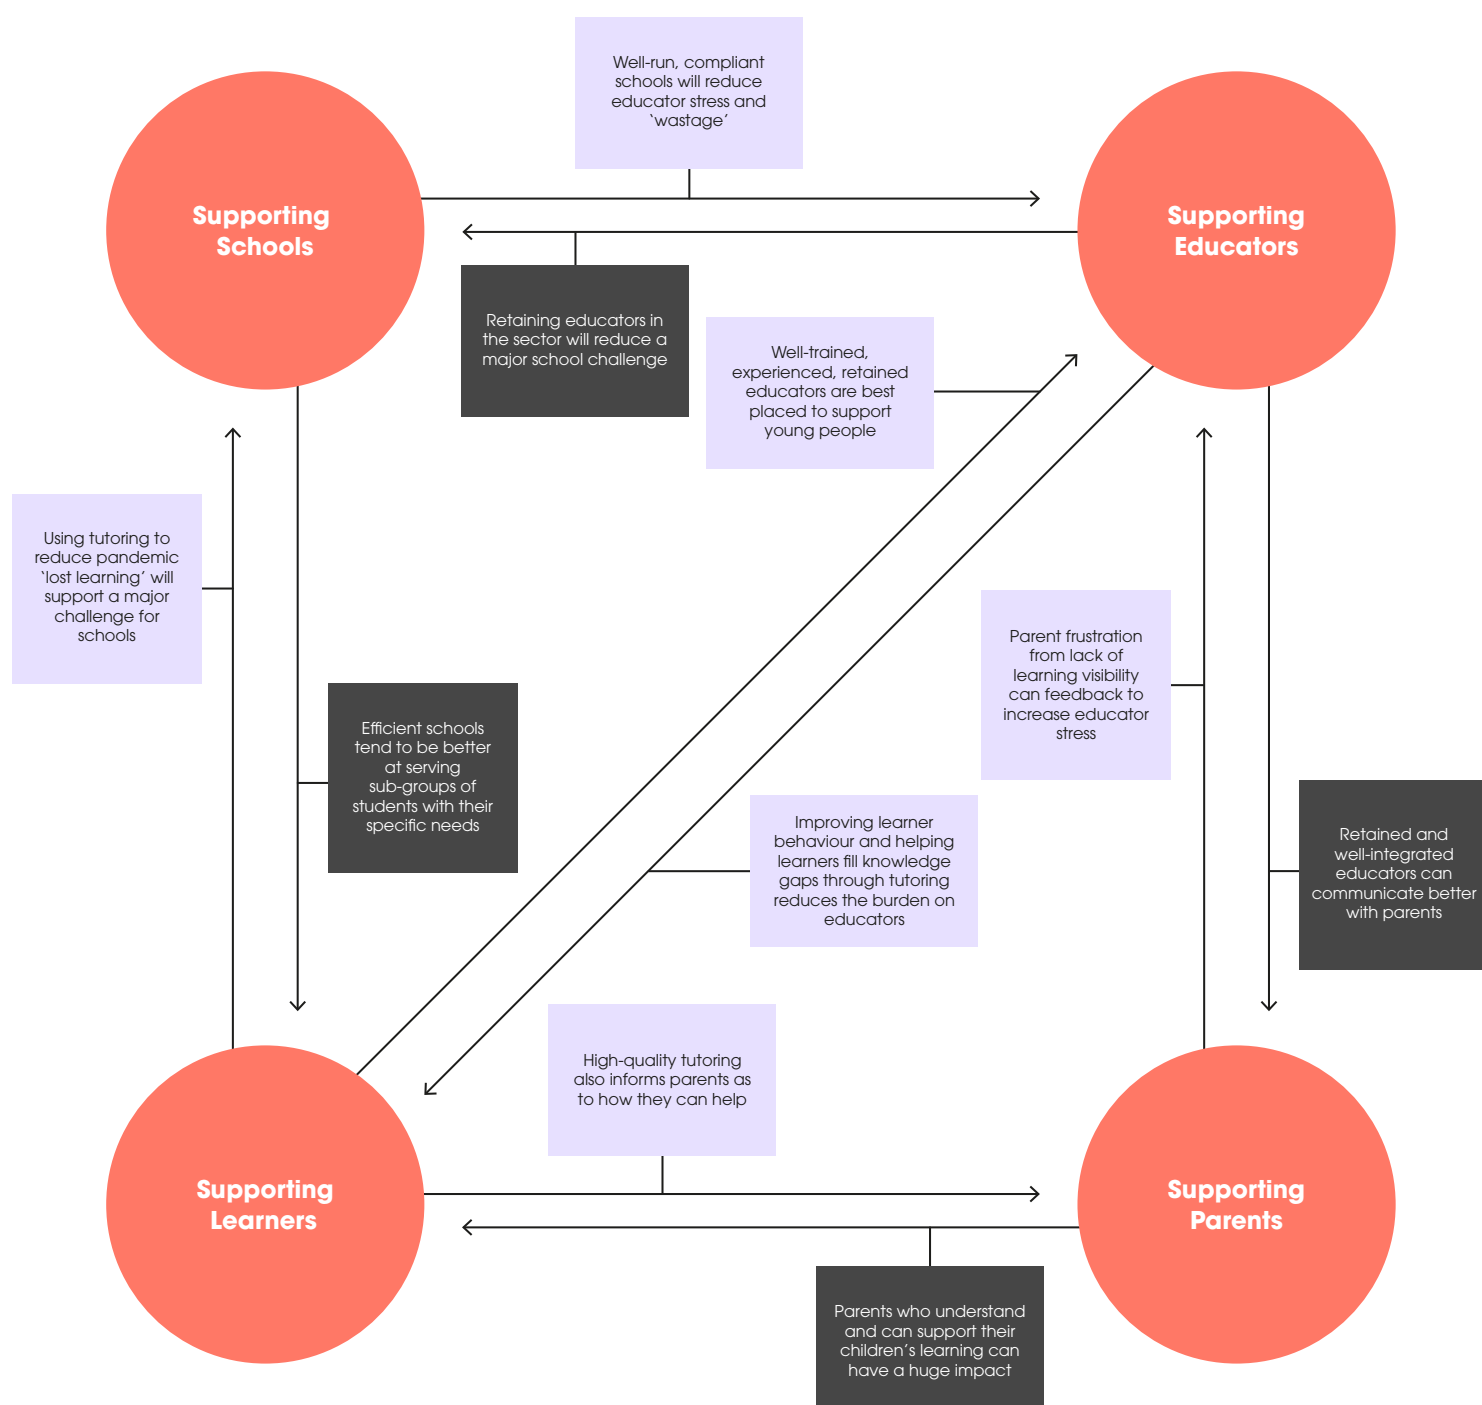 Well-run, compliant
schools will reduce
educator stress and
‘wastage’
Supporting
Schools
Supporting
Educators
Retaining educators in
the sector will reduce a
major school challenge
Well-trained,
experienced, retained
educators are best
placed to support
young people
Using tutoring to
reduce pandemic
‘lost learning’ will
support a major
challenge for
schools
Parent frustration
from lack of
learning visibility
can feedback to
increase educator
stress
Efficient schools
tend to be better
at serving
sub-groups of
students with their
specific needs
Improving learner
behaviour and helping
learners fill knowledge
gaps through tutoring
reduces the burden on
educators
Retained and
well-integrated
educators can
communicate better
with parents
High-quality tutoring
also informs parents as
to how they can help
Supporting
Learners
Supporting
Parents
Parents who understand
and can support their
children’s learning can
have a huge impact